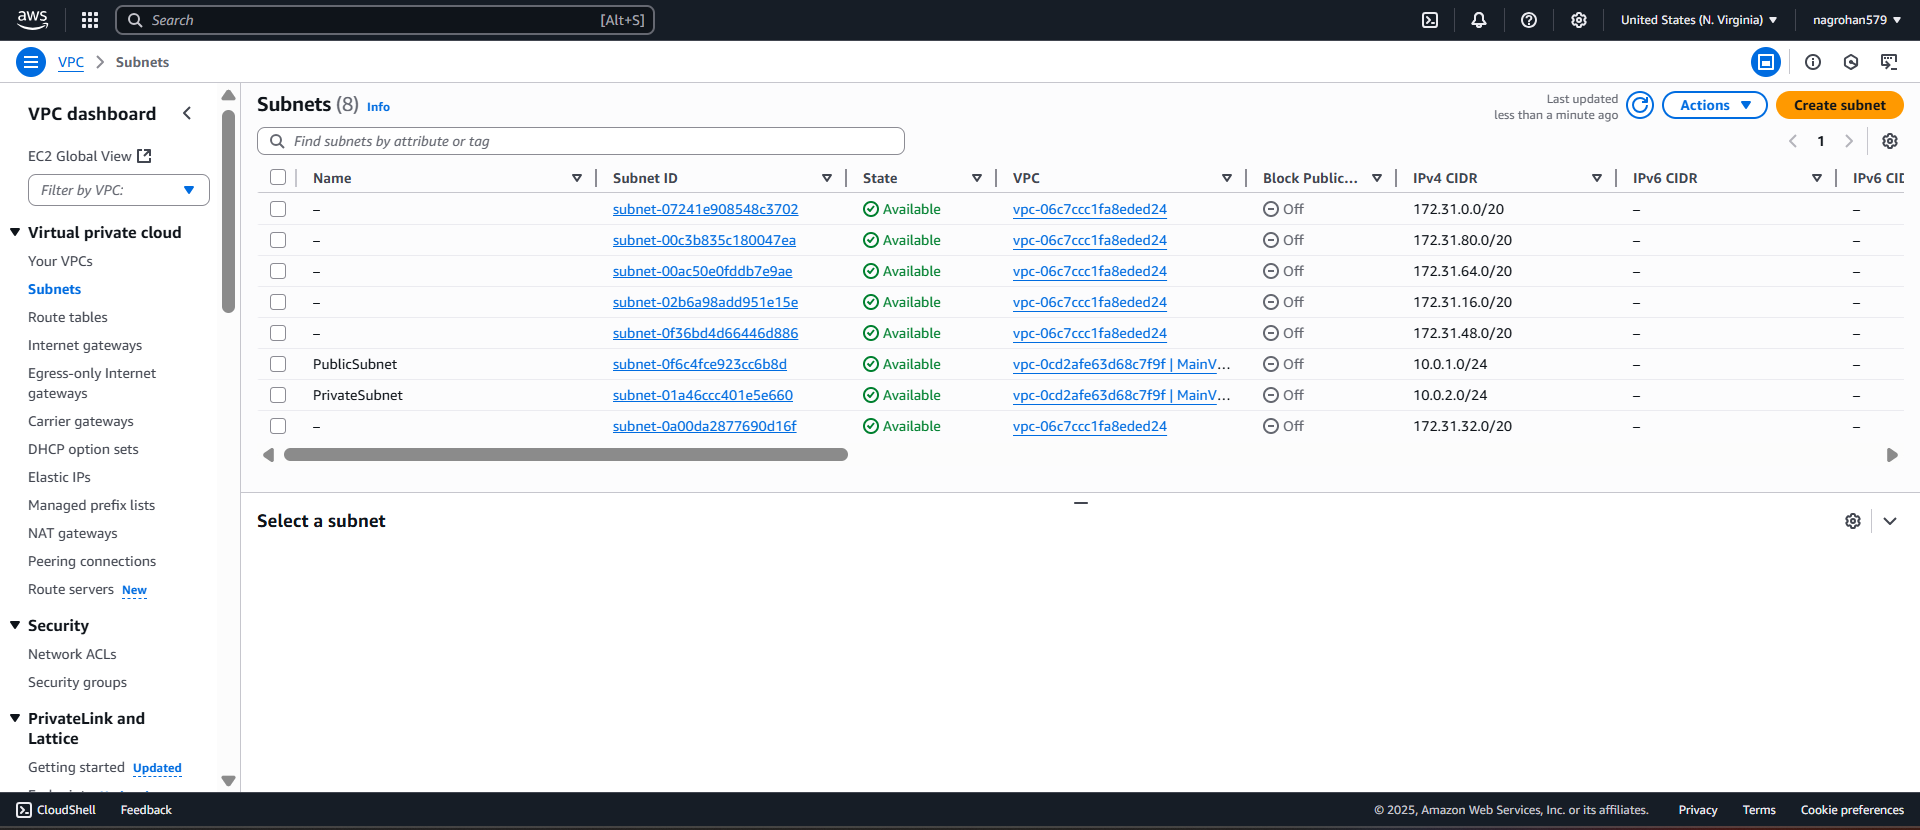 aws
Search [Alt+S] United States (N. Virginia) nagrohan579
VPC Subnets
VPC dashboard
EC2 Global View
Filter by VPC:
Virtual private cloud
Your VPCs
Subnets
Route tables
Internet gateways
Egress-only Internet
gateways
Carrier gateways
DHCP option sets
Elastic IPs
Managed prefix lists
NAT gateways
Peering connections
Route servers New
Security
Network ACLs
Security groups
PrivateLink and
Lattice
Getting started Updated
Subnets (8) Info
Last updated
less than a minute ago
Actions
Create subnet
Find subnets by attribute or tag
1
Name Subnet ID State VPC Block Public... IPv4 CIDR IPv6 CIDR IPv6 CID
– subnet-07241e908548c3702 Available vpc-06c7ccc1fa8eded24 Off 172.31.0.0/20 – –
– subnet-00c3b835c180047ea Available vpc-06c7ccc1fa8eded24 Off 172.31.80.0/20 – –
– subnet-00ac50e0fddb7e9ae Available vpc-06c7ccc1fa8eded24 Off 172.31.64.0/20 – –
– subnet-02b6a98add951e15e Available vpc-06c7ccc1fa8eded24 Off 172.31.16.0/20 – –
– subnet-0f36bd4d66446d886 Available vpc-06c7ccc1fa8eded24 Off 172.31.48.0/20 – –
PublicSubnet subnet-0f6c4fce923cc6b8d Available vpc-0cd2afe63d68c7f9f | MainV... Off 10.0.1.0/24 – –
PrivateSubnet subnet-01a46ccc401e5e660 Available vpc-0cd2afe63d68c7f9f | MainV... Off 10.0.2.0/24 – –
– subnet-0a00da2877690d16f Available vpc-06c7ccc1fa8eded24 Off 172.31.32.0/20 – –
Select a subnet
CloudShell Feedback © 2025, Amazon Web Services, Inc. or its affiliates. Privacy Terms Cookie preferences